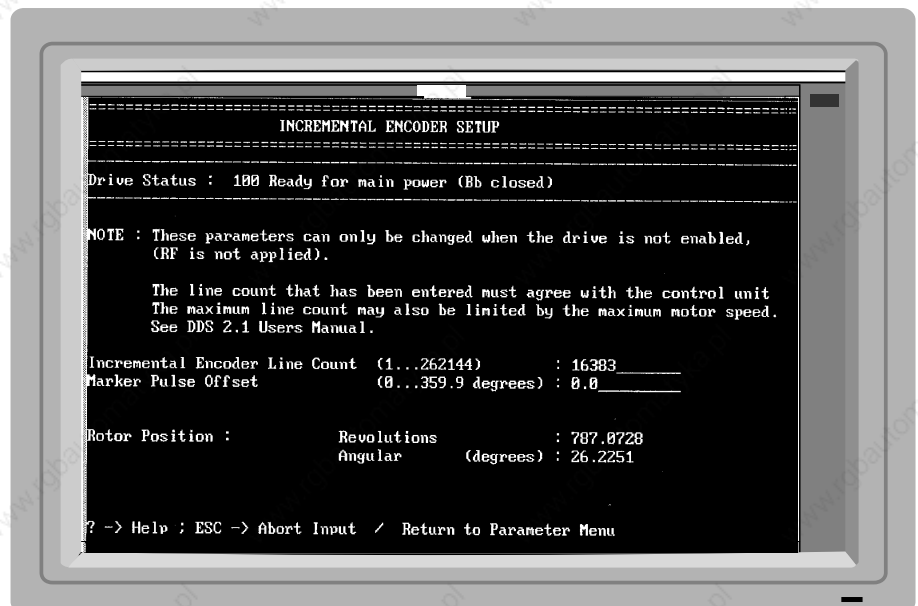 INCREMENTAL ENCODER SETUP
Drive Status : 100 Ready for main power (Bb closed)
NOTE : These parameters can only be changed when the drive is not enabled,
(RF is not applied).
The line count that has been entered must agree with the control unit
The maximum line count may also be limited by the maximum motor speed.
See DDS 2.1 Users Manual.
Incremental Encoder Line Count (1...262144) : 16383
Marker Pulse Offset (0...359.9 degrees) : 0.0
Rotor Position : Revolutions : 787.0728
Angular (degrees) : 26.2251
? -> Help ; ESC -> Abort Input / Return to Parameter Menu